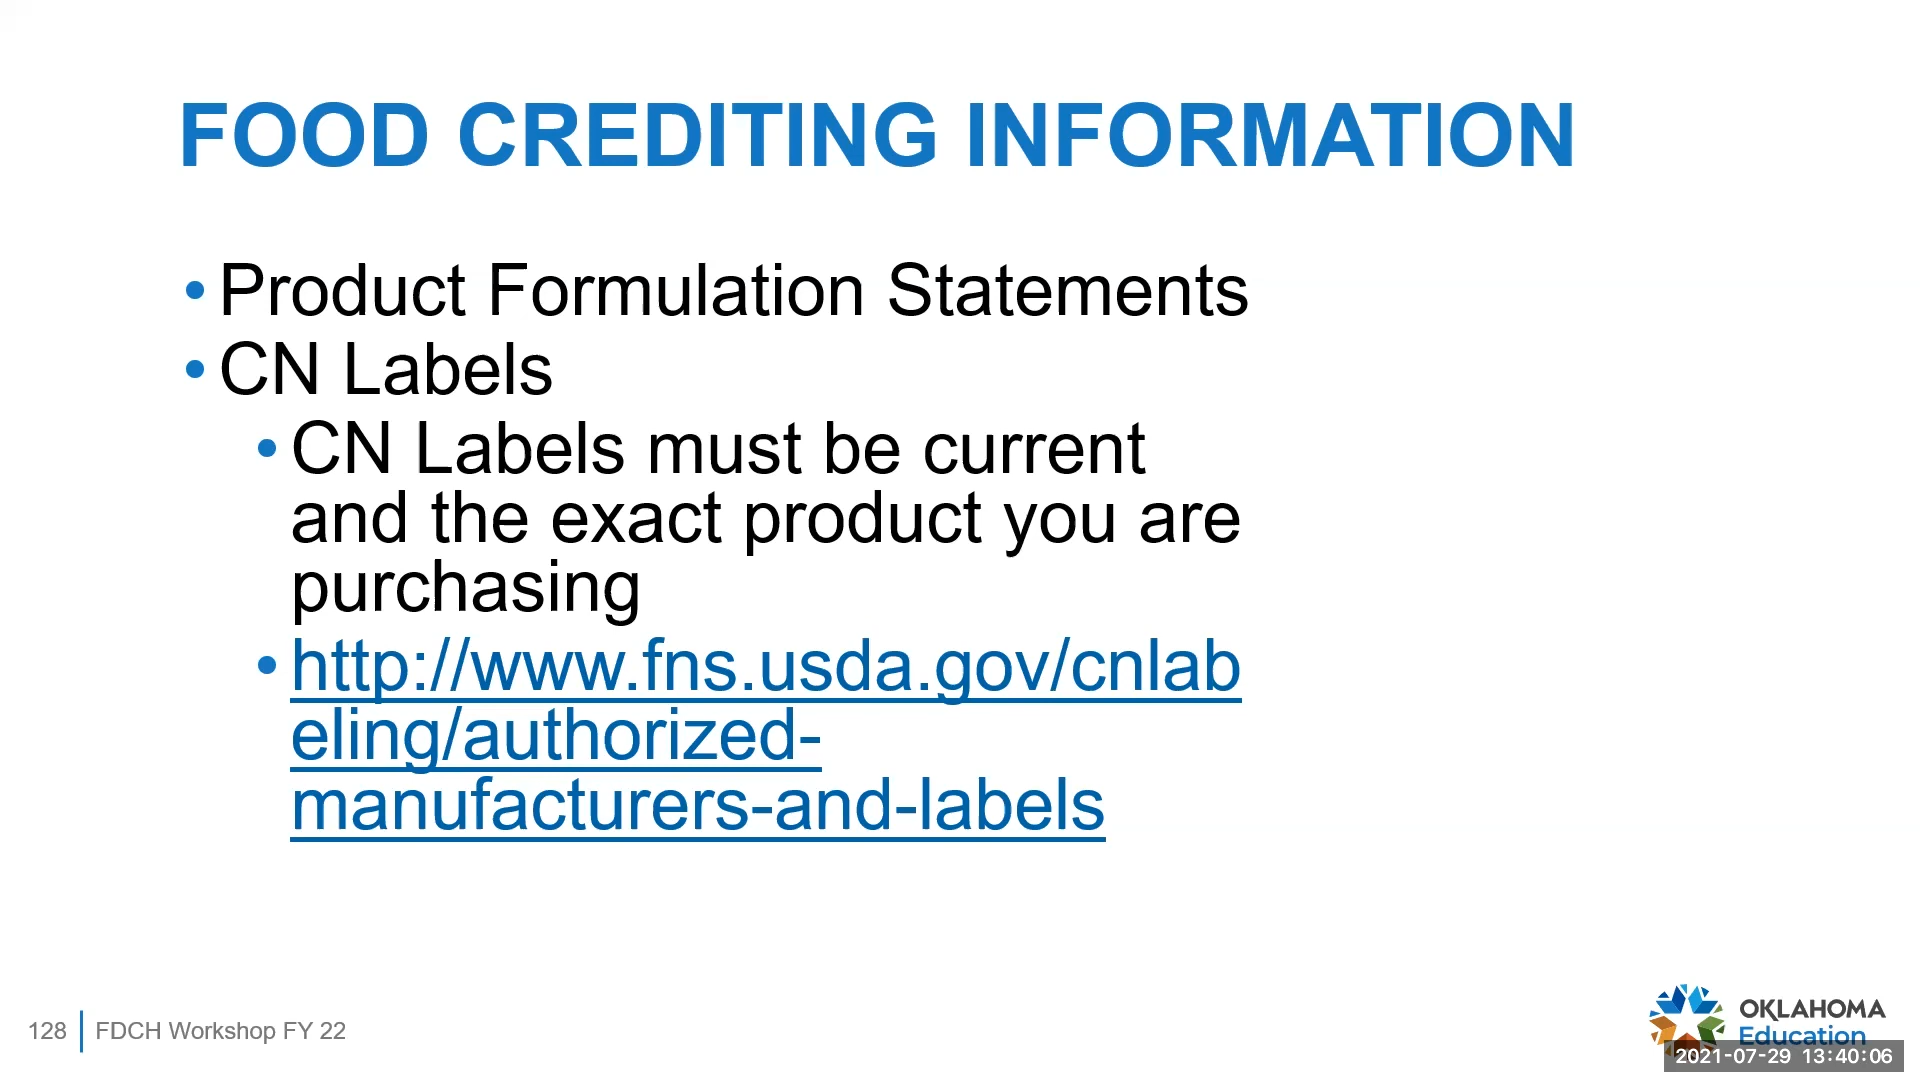 FOOD CREDITING INFORMATION
• Product Formulation Statements
• CN Labels
• CN Labels must be current
and the exact product you are
purchasing
• http://www.fns.usda.gov/cnlab
eling/authorized-
manufacturers-and-labels
128 FDCH Workshop FY 22
OKLAHOMA
Education
2021-07-29 13:40:06